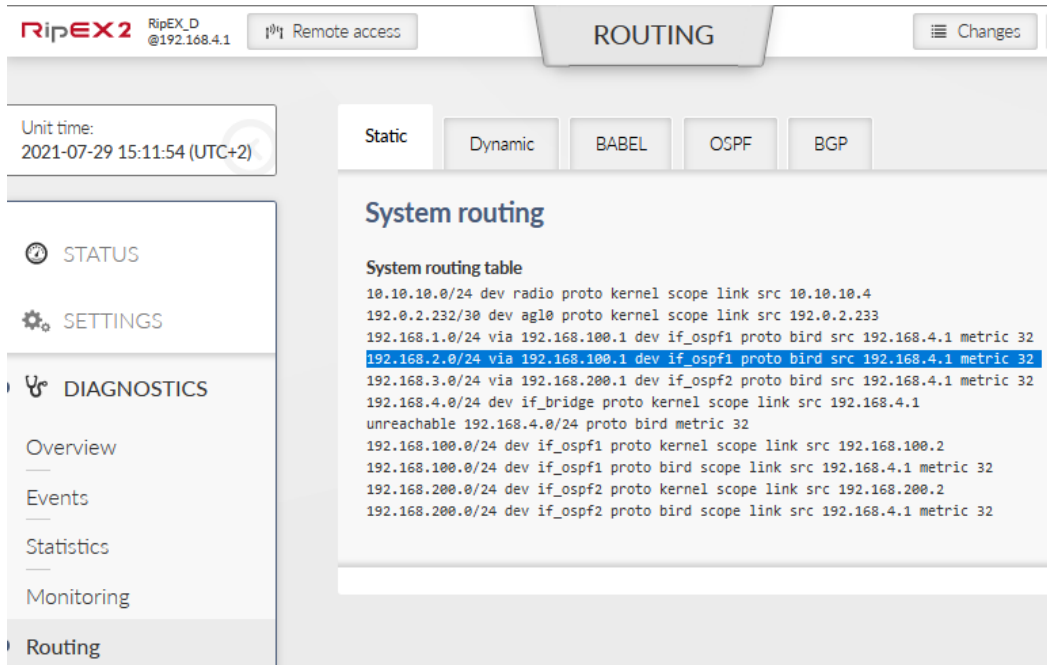 RipEX2
RipEX_D
@192.168.4.1
Remote access
ROUTING
Changes
Unit time:
2021-07-29 15:11:54 (UTC+2)
STATUS
SETTINGS
DIAGNOSTICS
Overview
Events
Statistics
Monitoring
Routing
Static
Dynamic
BABEL
OSPF
BGP
System routing
System routing table
10.10.10.0/24 dev radio proto kernel scope link src 10.10.10.4
192.0.2.232/30 dev agl0 proto kernel scope link src 192.0.2.233
192.168.1.0/24 via 192.168.100.1 dev if_ospf1 proto bird src 192.168.4.1 metric 32
192.168.2.0/24 via 192.168.100.1 dev if_ospf1 proto bird src 192.168.4.1 metric 32
192.168.3.0/24 via 192.168.200.1 dev if_ospf2 proto bird src 192.168.4.1 metric 32
192.168.4.0/24 dev if_bridge proto kernel scope link src 192.168.4.1
unreachable 192.168.4.0/24 proto bird metric 32
192.168.100.0/24 dev if_ospf1 proto kernel scope link src 192.168.100.2
192.168.100.0/24 dev if_ospf1 proto bird scope link src 192.168.4.1 metric 32
192.168.200.0/24 dev if_ospf2 proto kernel scope link src 192.168.200.2
192.168.200.0/24 dev if_ospf2 proto bird scope link src 192.168.4.1 metric 32